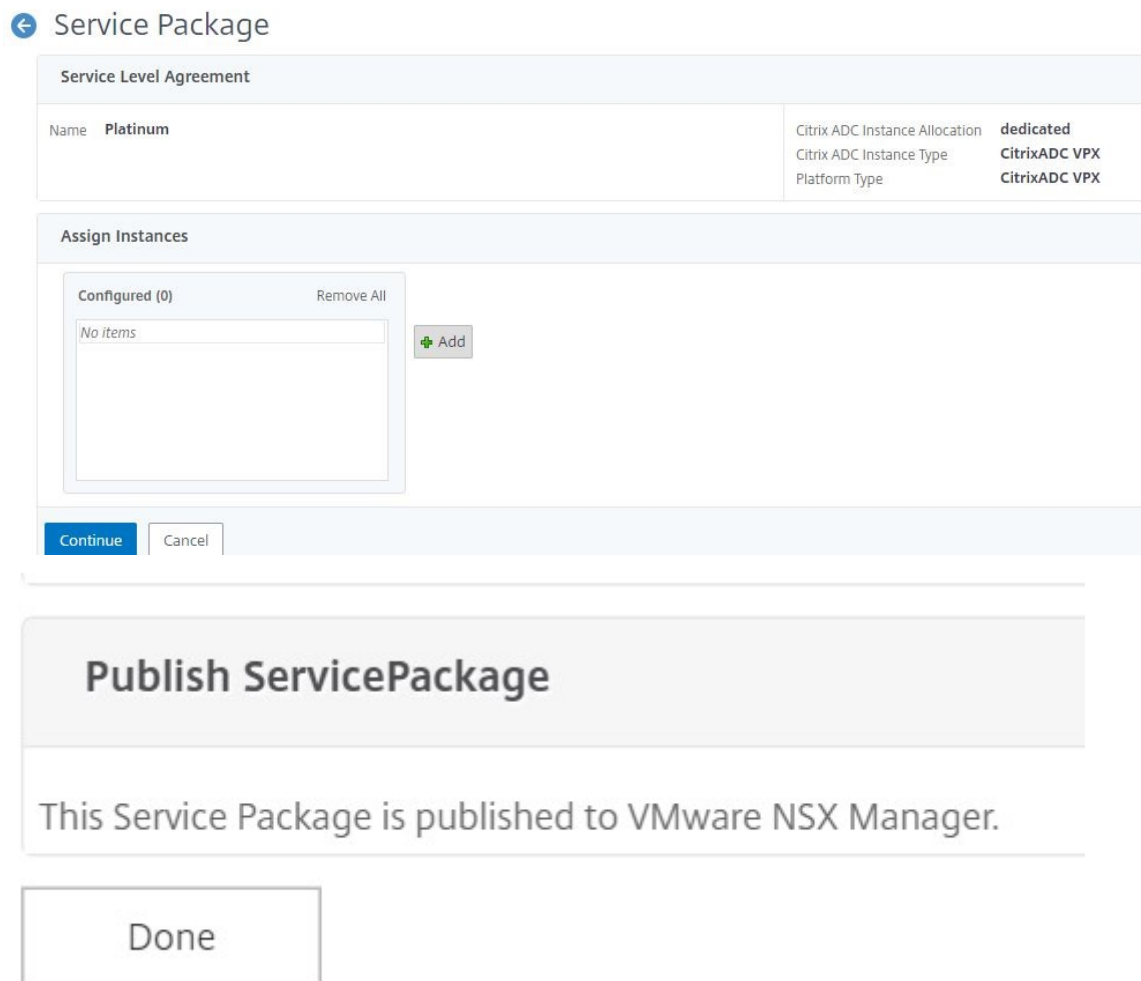 Service Package
Service Level Agreement
Name Platinum
Citrix ADC Instance Allocation dedicated
Citrix ADC Instance Type CitrixADC VPX
Platform Type CitrixADC VPX
Assign Instances
Configured (0) Remove All
No items
Add
Continue Cancel
Publish ServicePackage
This Service Package is published to VMware NSX Manager.
Done